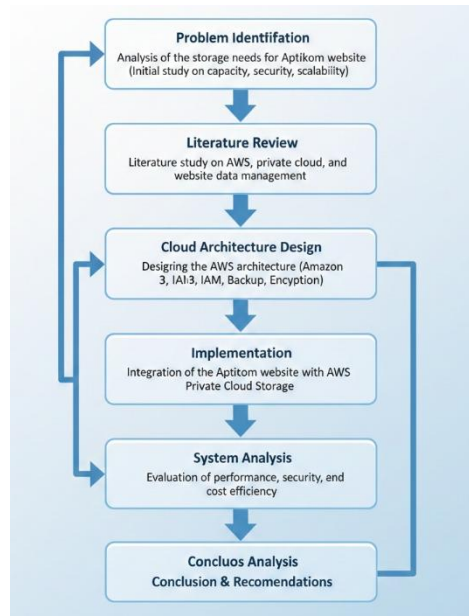 Problem Identififation
Analysis of the storage needs for Aptikom website
(Initial study on capacity, security, scalability)
Literature Review
Literature study on AWS, private cloud, and
website data management
Cloud Architecture Design
Designing the AWS architecture (Amazon
3, IAI:3, IAM, Backup, Encyption)
Implementation
Integration of the Aptitom website with AWS
Private Cloud Storage
System Analysis
Evaluation of performance, security, end
cost efficiency
Concluos Analysis
Conclusion & Recomendations